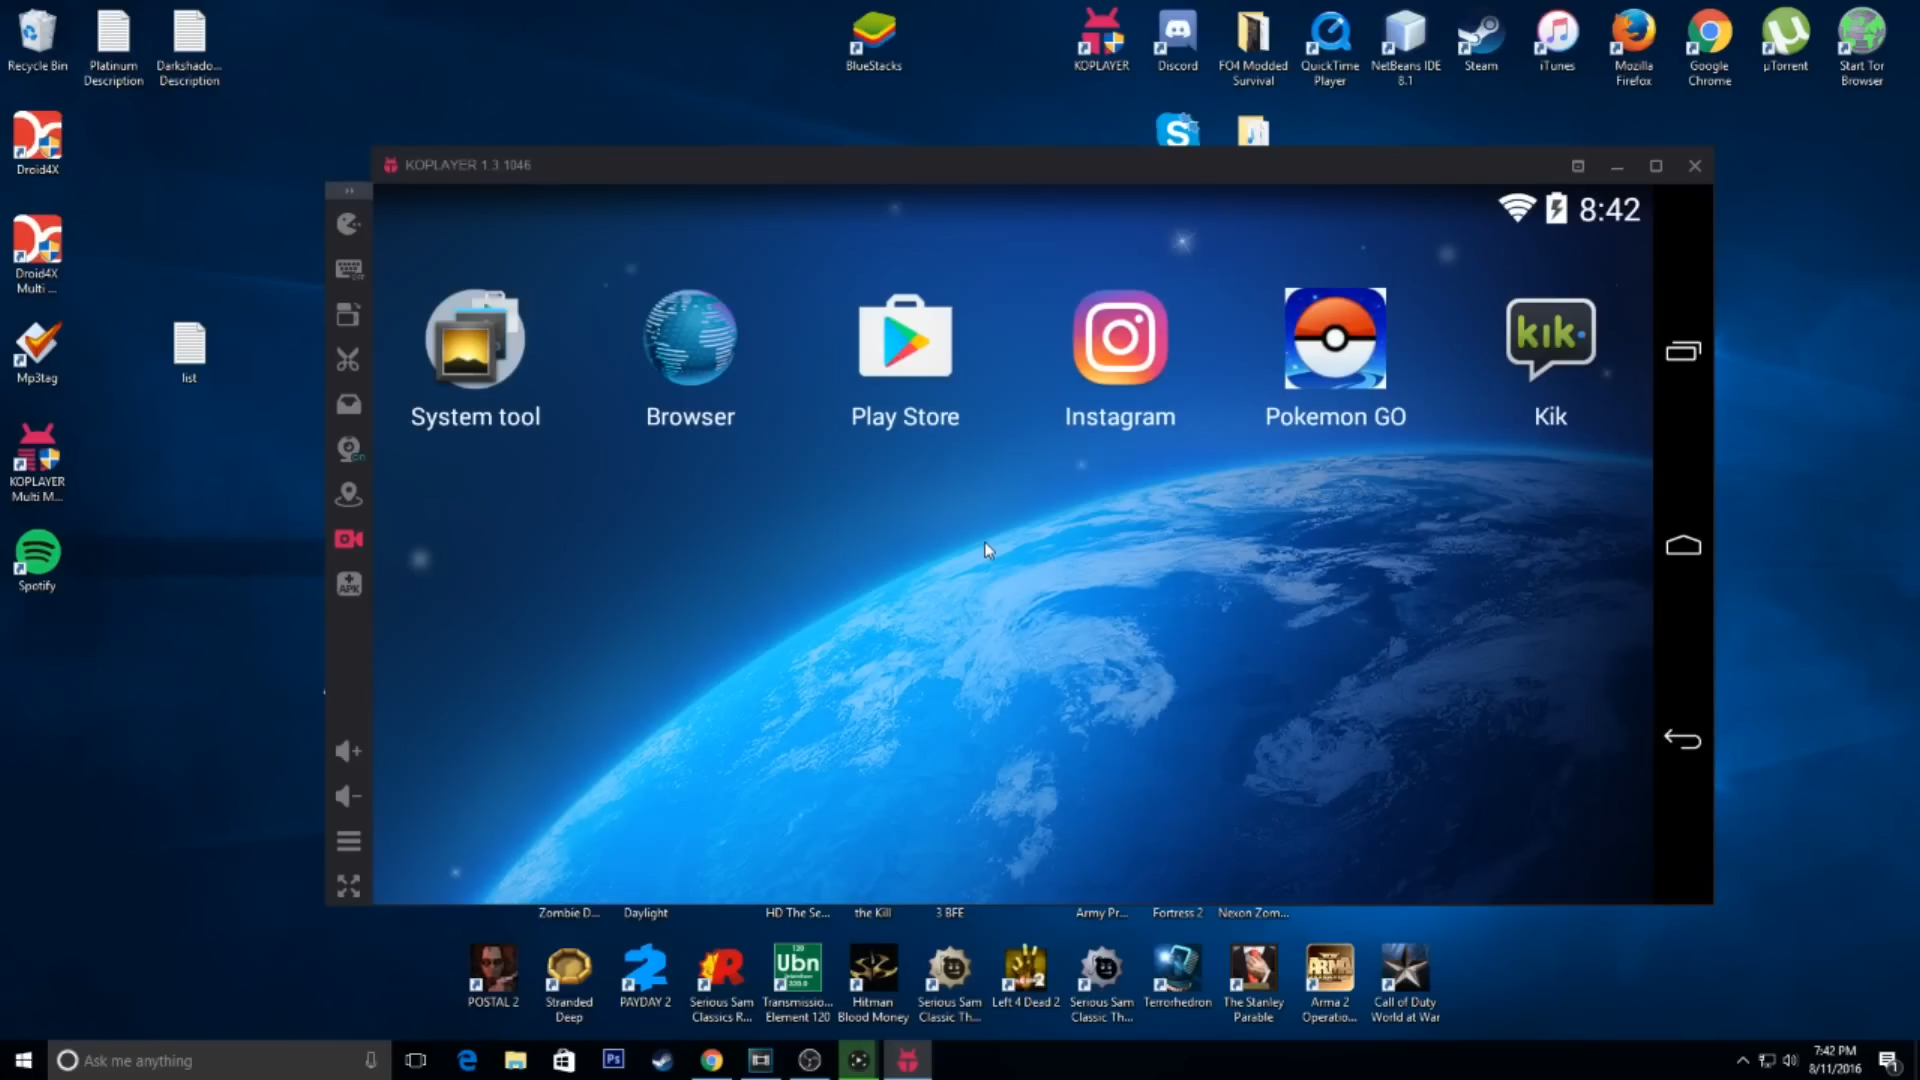 Recycle Bin
Platinum
Description
Darkshado...
Description
BlueStacks
KOPLAYER
Discord
FO4 Modded
Survival
QuickTime
Player
NetBeans IDE
8.1
Steam
iTunes
Mozilla
Firefox
Google
Chrome
µTorrent
Start Tor
Browser
Droid4X
Droid4X
Multi ...
Mp3tag
list
KOPLAYER
Multi M...
Spotify
KOPLAYER 1.3.1046
8:42
System tool
Browser
Play Store
Instagram
Pokemon GO
kik.
Kik
APK
Zombie D...
Daylight
HD The Se...
the Kill
3 BFE
Army Pr...
Fortress 2
Nexon Zom...
POSTAL 2
Stranded
Deep
PAYDAY 2
Serious Sam
Classics R...
120
Ubn
Transmissio...
Element 120
Hitman
Blood Money
Serious Sam
Classic Th...
Left 4 Dead 2
Serious Sam
Classic Th...
Terrorhedron
The Stanley
Parable
Arma 2
Operatio...
Call of Duty
World at War
Ask me anything
Ps
7:42 PM
8/11/2016
1